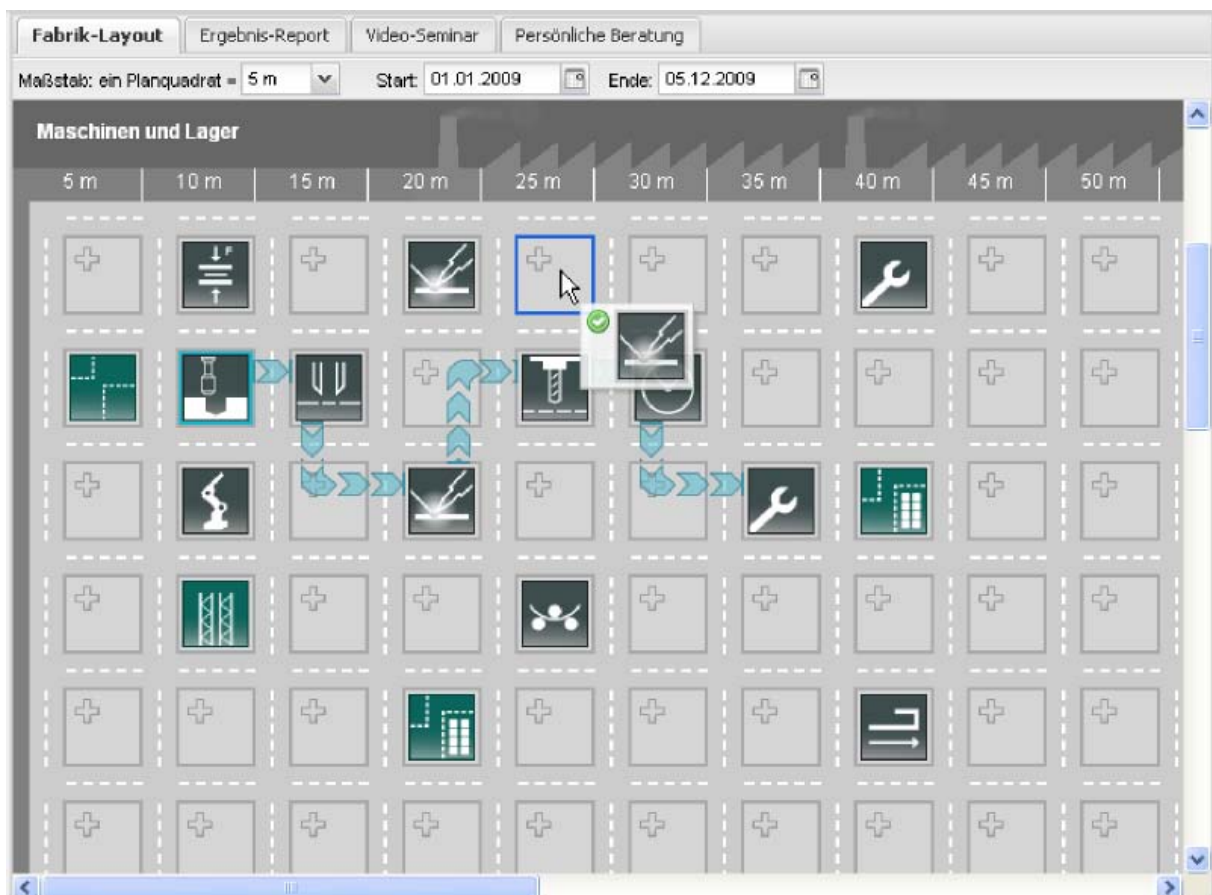 Fabrik-Layout Ergebnis-Report Video-Seminar Persönliche Beratung
Maßstab: ein Planquadrat = 5 m Start: 01.01.2009 Ende: 05.12.2009
Maschinen und Lager
5 m 10 m 15 m 20 m 25 m 30 m 35 m 40 m 45 m 50 m
F